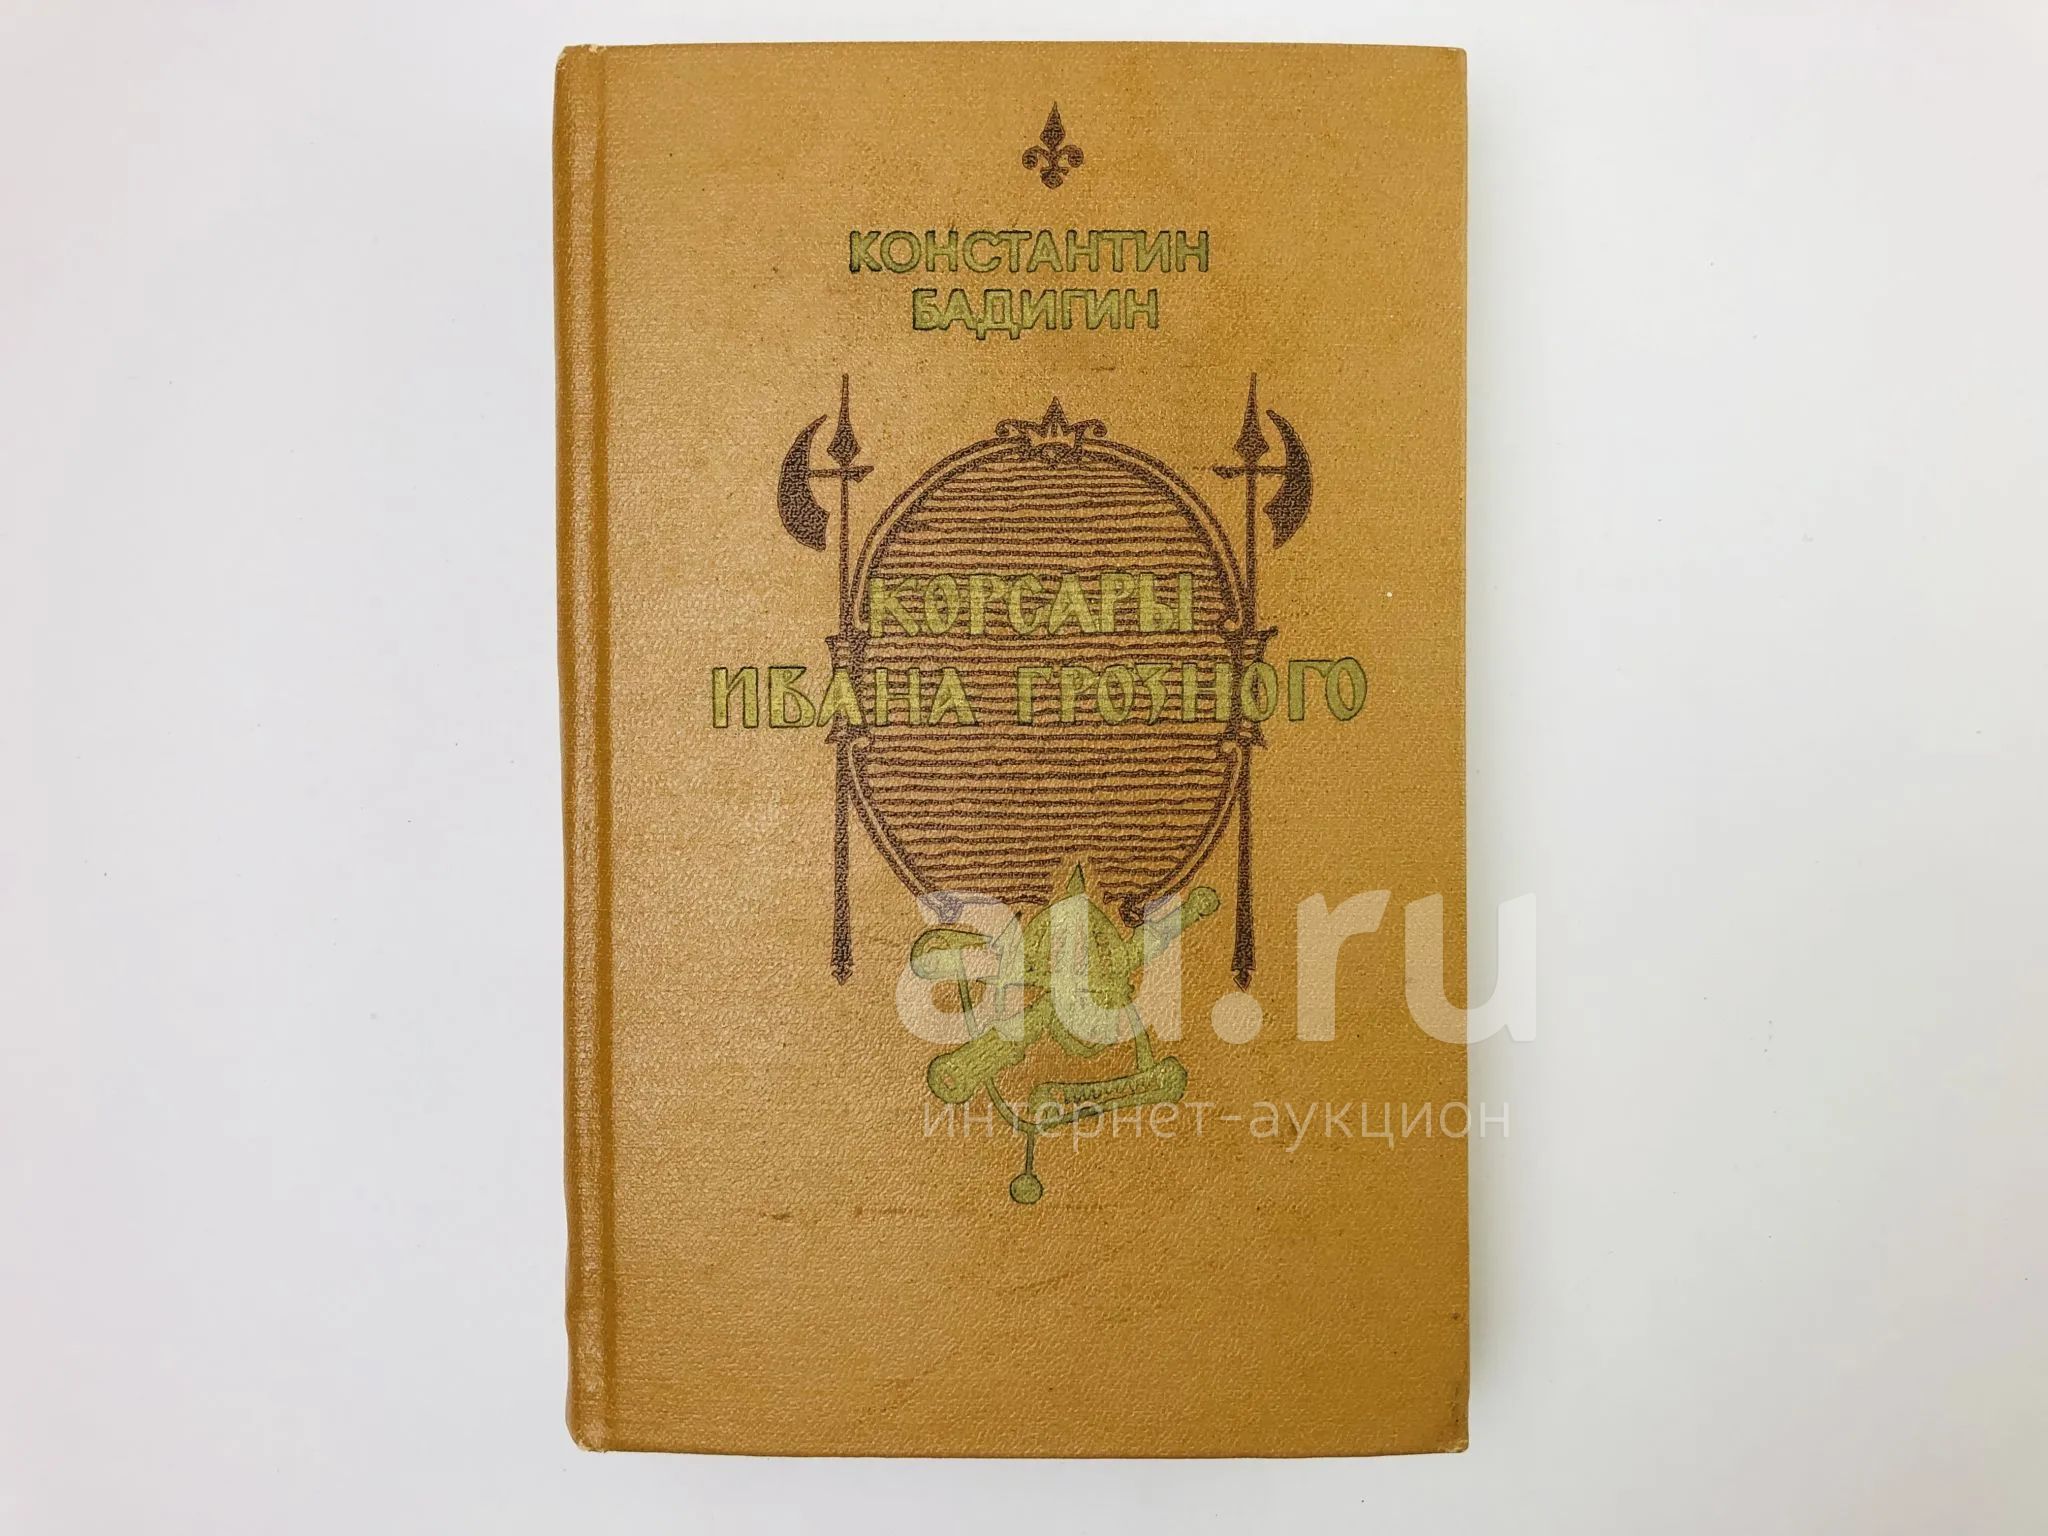 КОНСТАНТИН
БАДИГИН
КОРСАРЫ
ИВАНА ГРОЗНОГО
au.ru
интернет-аукцион